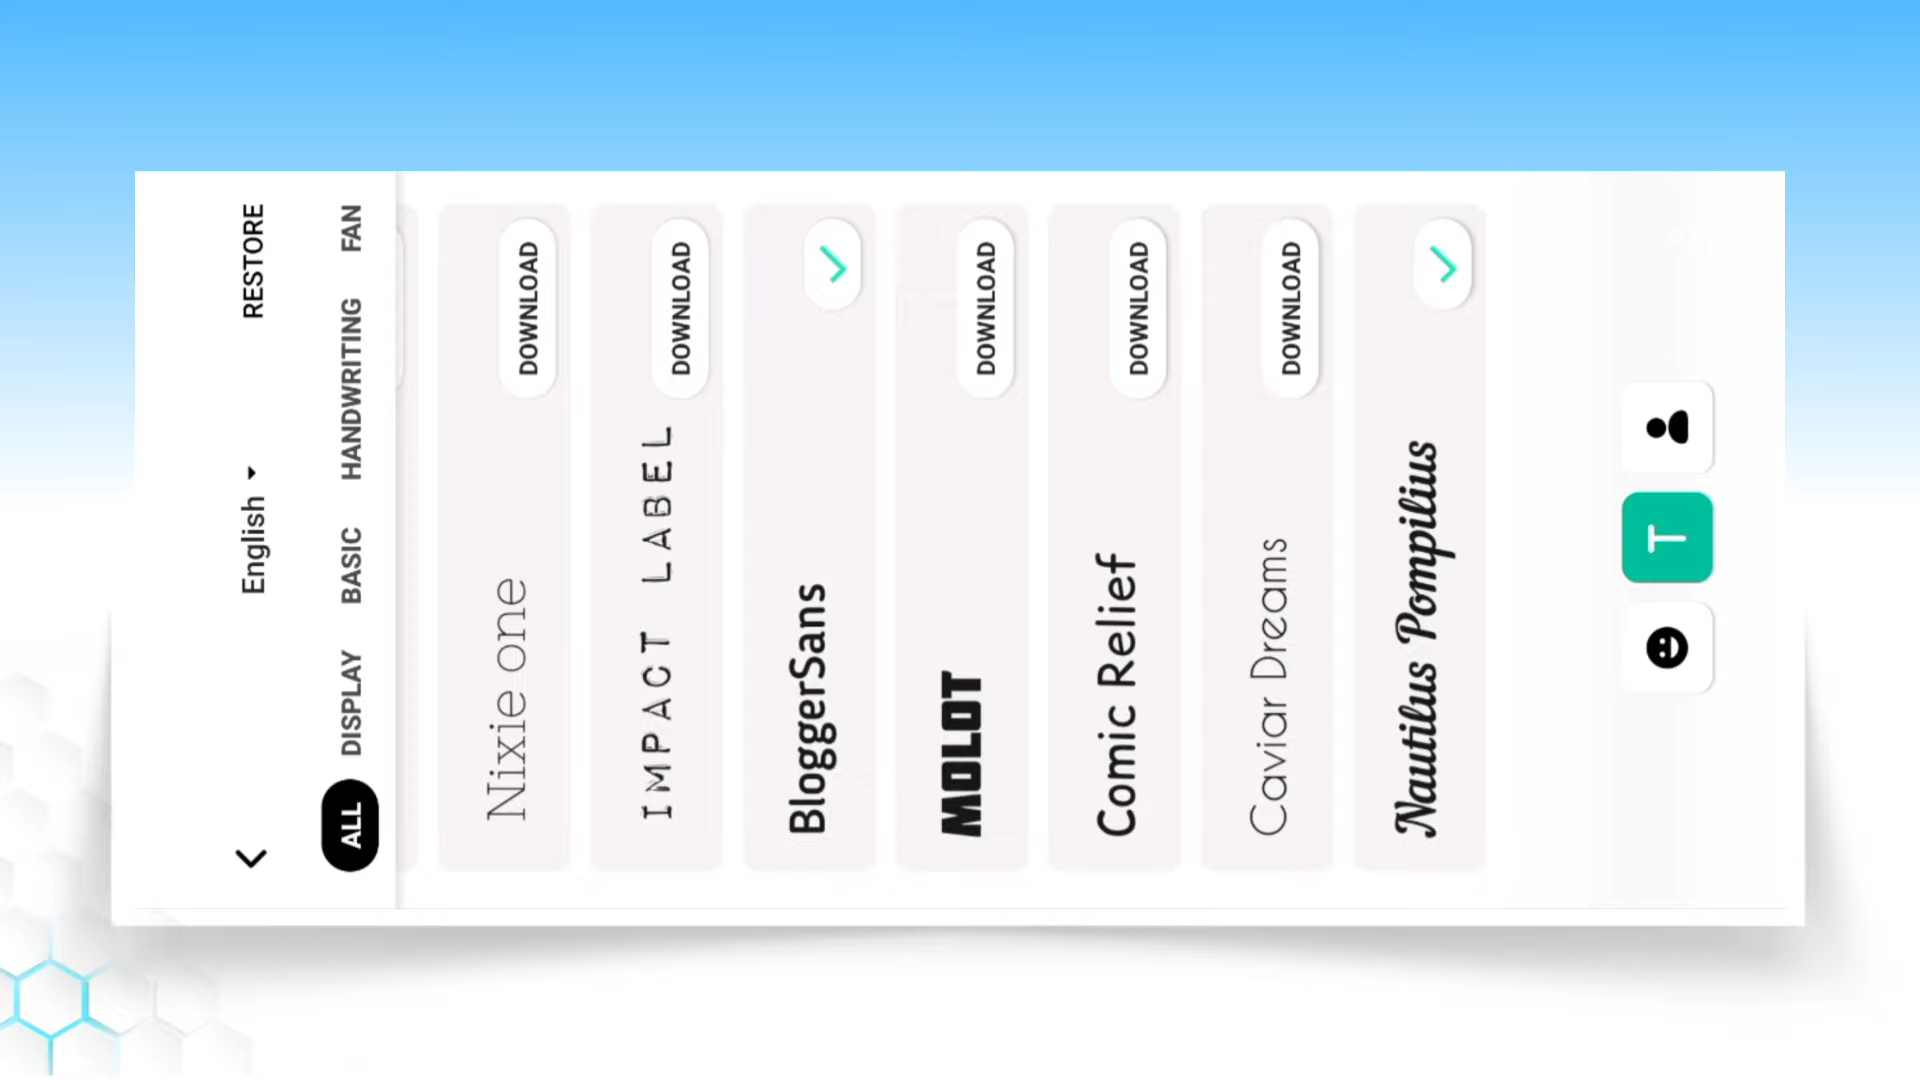 English
RESTORE
ALL DISPLAY BASIC HANDWRITING FAN
Nixie one
DOWNLOAD
IMPACT LABEL
DOWNLOAD
BloggerSans
MOLOT
DOWNLOAD
Comic Relief
DOWNLOAD
Caviar Dreams
DOWNLOAD
Nautilus Pompilius
T